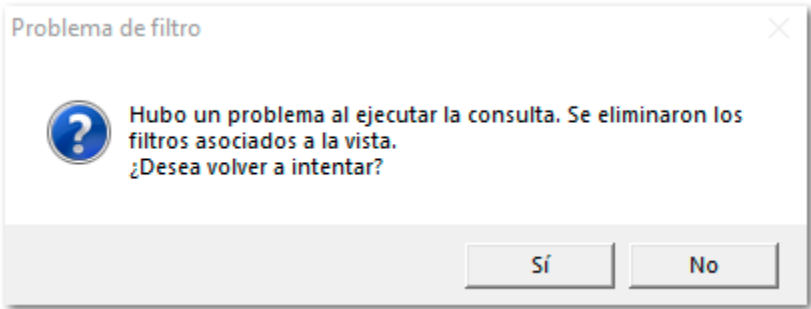 Problema de filtro
Hubo un problema al ejecutar la consulta. Se eliminaron los
filtros asociados a la vista.
¿Desea volver a intentar?
Sí
No